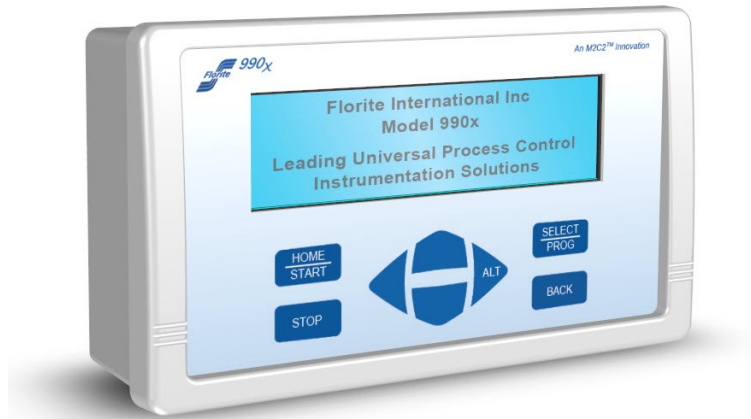 Florite
990x
An M2C2™ Innovation
Florite International Inc
Model 990x
Leading Universal Process Control
Instrumentation Solutions
HOME
START
STOP
ALT
SELECT
PROG
BACK